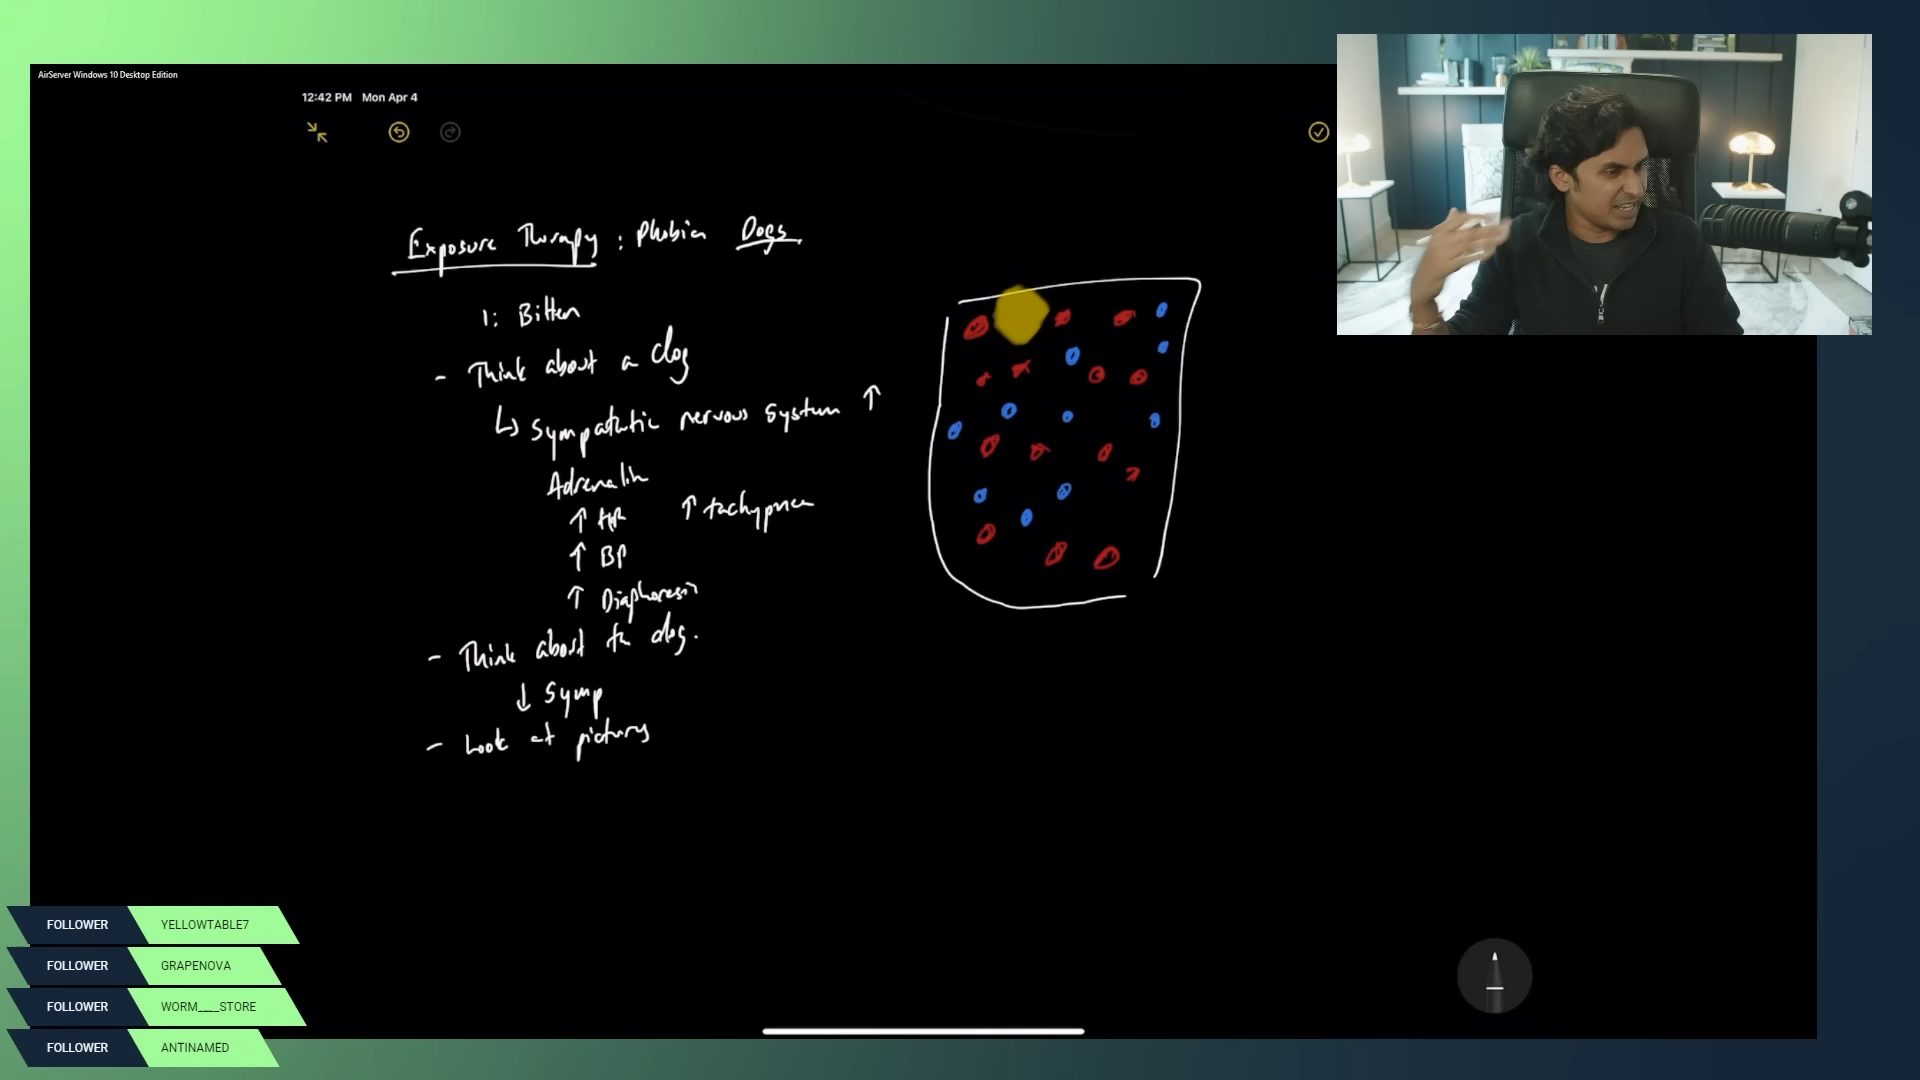 AirServer Windows 10 Desktop Edition
12:42 PM Mon Apr 4
Exposure Therapy : Phobia Dogs
1: Bitten
- Think about a dog
↳ Sympathetic nervous system ↑
Adrenalin
↑ HR ↑ tachypnea
↑ BP
↑ Diaphoresis
- Think about the dog.
↓ Symp
- Look at pictures
FOLLOWER YELLOWTABLE7
FOLLOWER GRAPENOVA
FOLLOWER WORM____STORE
FOLLOWER ANTINAMED